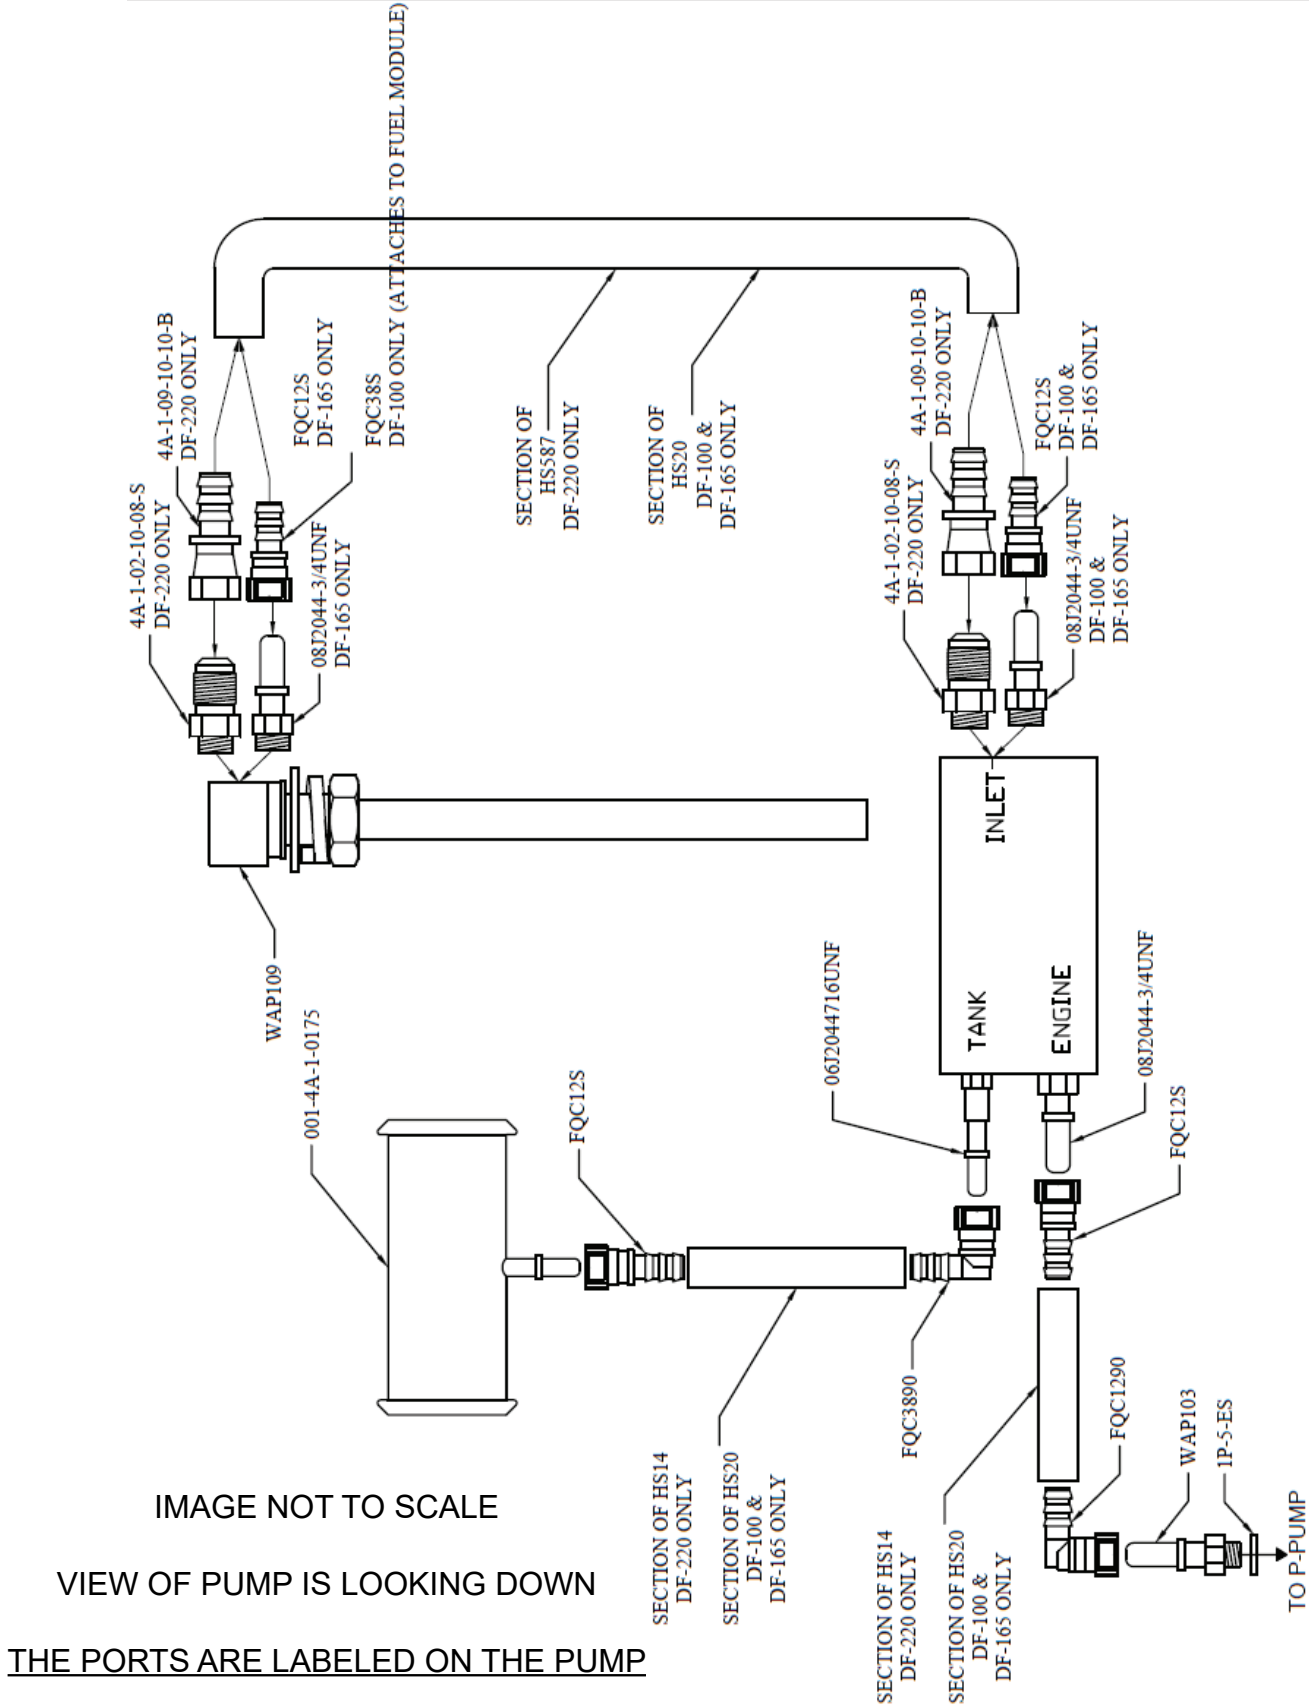 4A-1-02-10-08-S
DF-220 ONLY
4A-1-09-10-10-B
DF-220 ONLY
08J2044-3/4UNF
DF-165 ONLY
FQC12S
DF-165 ONLY
FQC38S
DF-100 ONLY (ATTACHES TO FUEL MODULE)
SECTION OF
HS587
DF-220 ONLY
SECTION OF
HS20
DF-100 &
DF-165 ONLY
4A-1-02-10-08-S
DF-220 ONLY
4A-1-09-10-10-B
DF-220 ONLY
08J2044-3/4UNF
DF-100 &
DF-165 ONLY
FQC12S
DF-100 &
DF-165 ONLY
WAP109
001-4A-1-0175
INLET
TANK
ENGINE
06J2044716UNF
08J2044-3/4UNF
FQC12S
FQC12S
SECTION OF HS14
DF-220 ONLY
SECTION OF HS20
DF-100 &
DF-165 ONLY
FQC3890
SECTION OF HS14
DF-220 ONLY
SECTION OF HS20
DF-100 &
DF-165 ONLY
FQC1290
WAP103
1P-5-ES
TO P-PUMP
IMAGE NOT TO SCALE
VIEW OF PUMP IS LOOKING DOWN
THE PORTS ARE LABELED ON THE PUMP